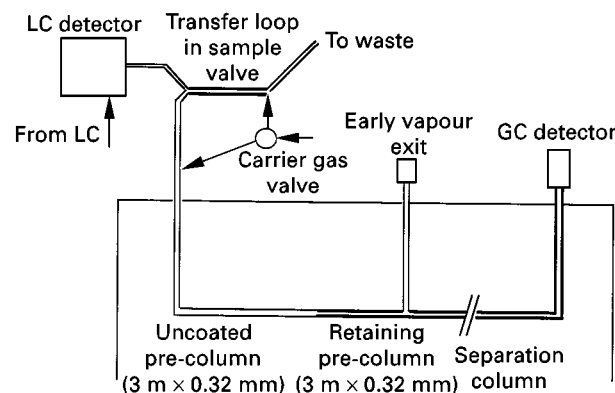 LC detector
Transfer loop
in sample
valve
To waste
From LC
Carrier gas
valve
Early vapour
exit
GC detector
Uncoated
pre-column
(3 m × 0.32 mm)
Retaining
pre-column
(3 m × 0.32 mm)
Separation
column